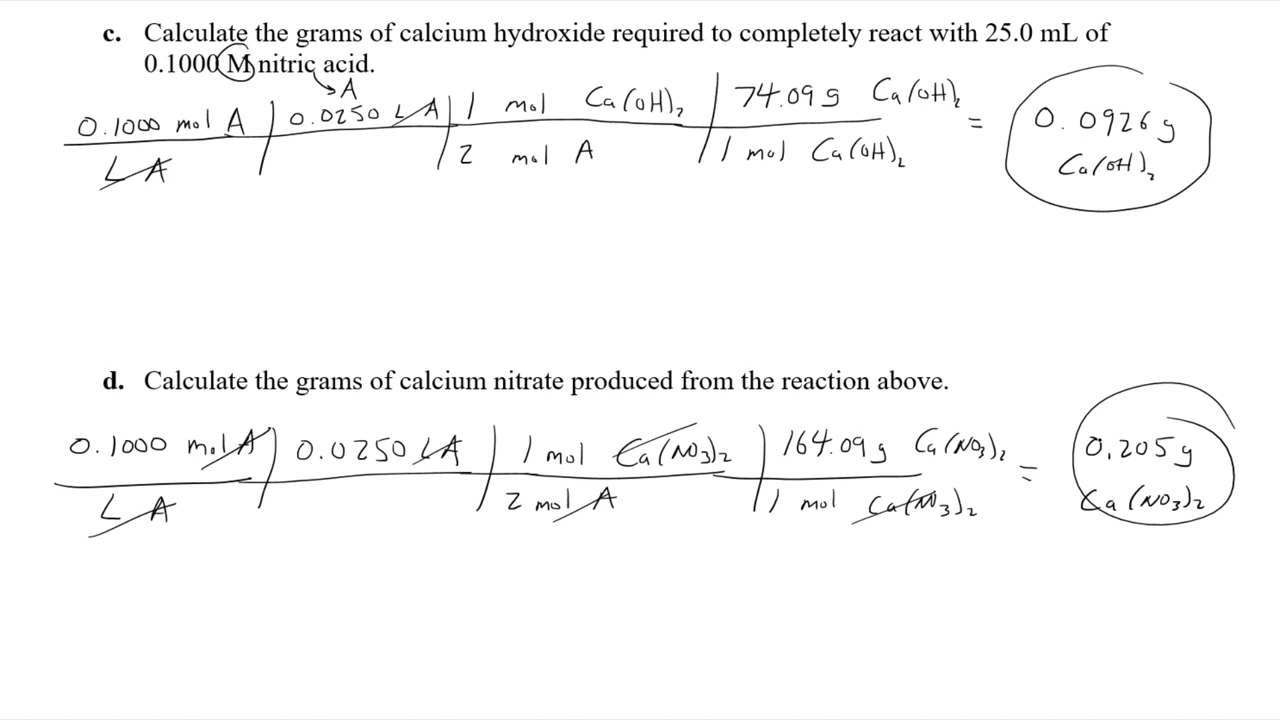 c. Calculate the grams of calcium hydroxide required to completely react with 25.0 mL of
0.1000 M nitric acid.
A
0.1000 mol A | 0.0250 L A | 1 mol Ca(OH)₂ | 74.09 g Ca(OH)₂ = 0.0926 g
L A | 2 mol A | 1 mol Ca(OH)₂ Ca(OH)₂
d. Calculate the grams of calcium nitrate produced from the reaction above.
0.1000 mol A | 0.0250 L A | 1 mol Ca(NO₃)₂ | 164.09 g Ca(NO₃)₂ = 0.205 g
L A | 2 mol A | 1 mol Ca(NO₃)₂ Ca(NO₃)₂